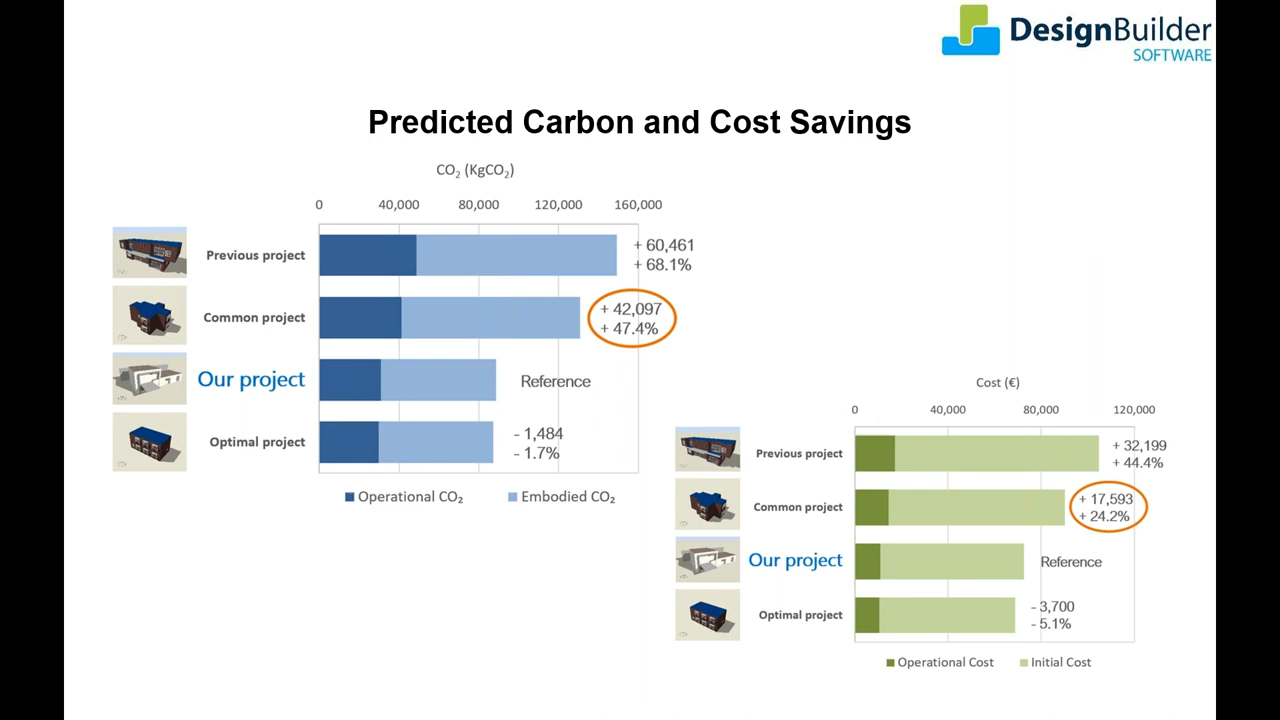 DesignBuilder
SOFTWARE
Predicted Carbon and Cost Savings
CO₂ (KgCO₂)
0 40,000 80,000 120,000 160,000
Previous project
+ 60,461
+ 68.1%
Common project
+ 42,097
+ 47.4%
Our project
Reference
Optimal project
- 1,484
- 1.7%
Operational CO₂ Embodied CO₂
Cost (€)
0 40,000 80,000 120,000
Previous project
+ 32,199
+ 44.4%
Common project
+ 17,593
+ 24.2%
Our project
Reference
Optimal project
- 3,700
- 5.1%
Operational Cost Initial Cost